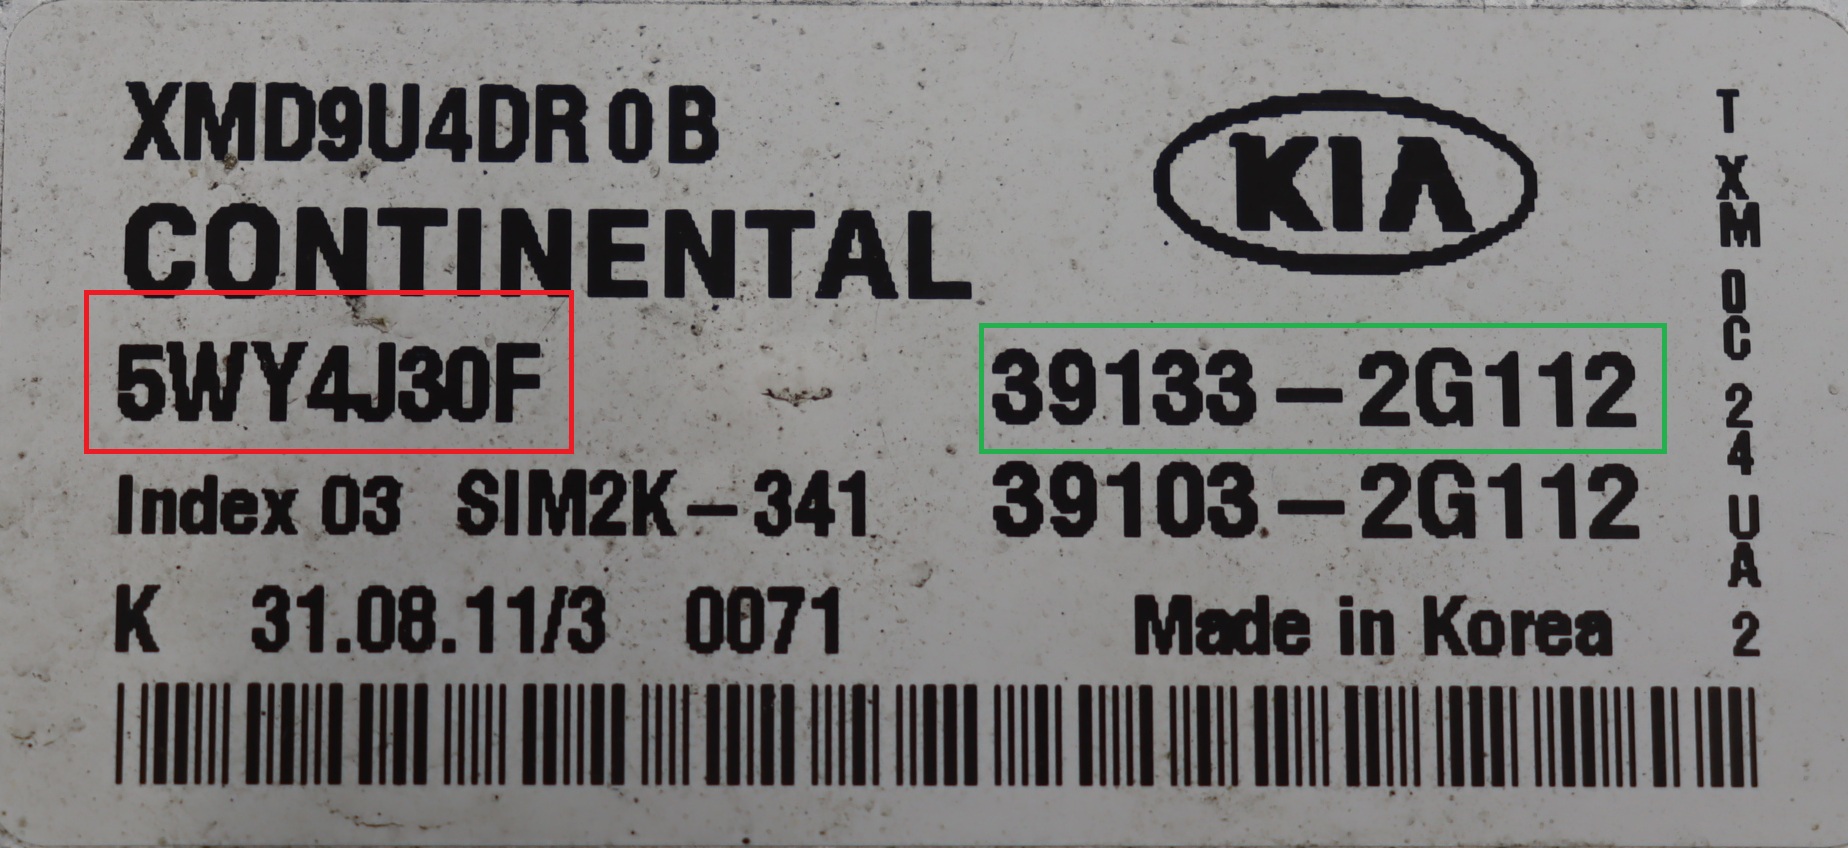 XMD9U4DR 0 B
KIA
CONTINENTAL
5WY4J30F
39133-2G112
Index 03 SIM2K-341
39103-2G112
K 31.08.11/3 0071
Made in Korea
TXM0C24UA2